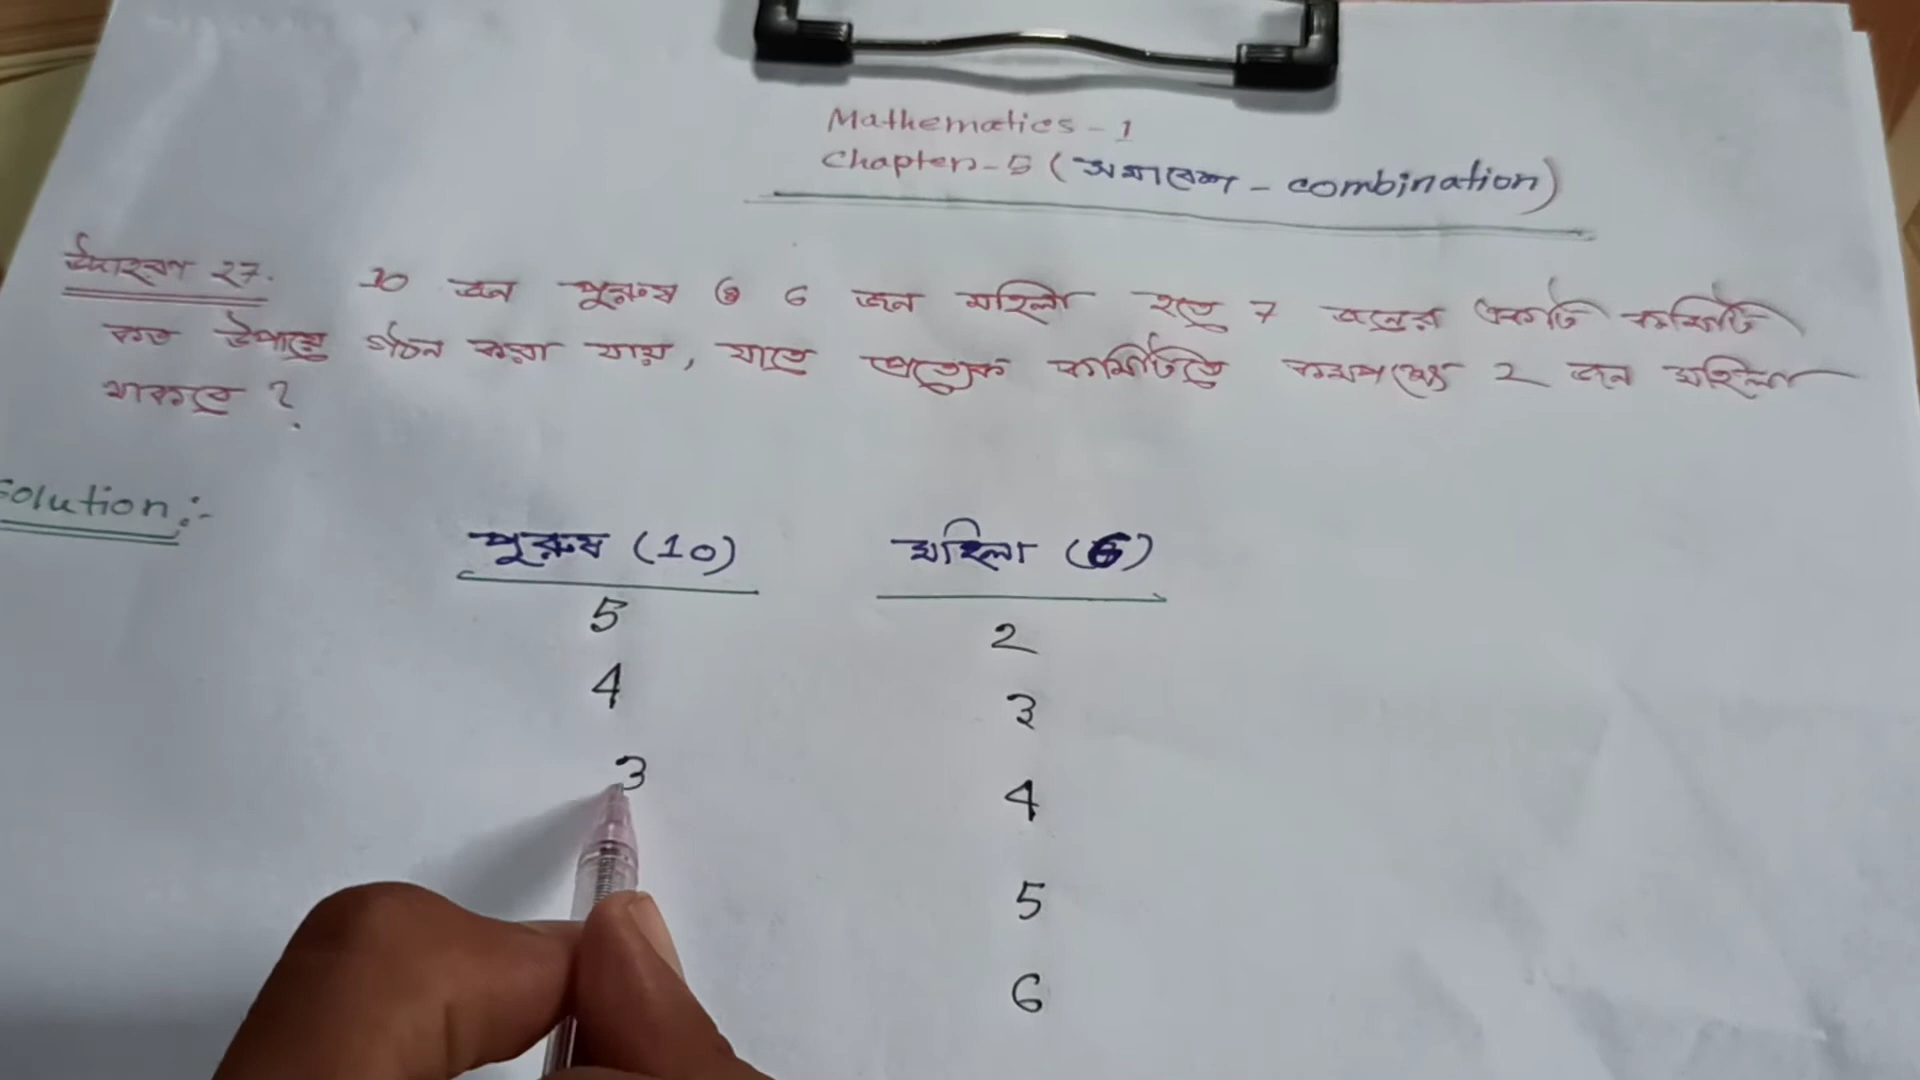 Mathematics - 1
Chapter - 5 (সমাবেশ - combination)
উদাহরণ 27. 10 জন পুরুষ ও 6 জন মহিলা হতে 7 জনের একটি কমিটি
কত উপায়ে গঠন করা যায়, যাতে প্রত্যেক কমিটিতে কমপক্ষে 2 জন মহিলা
থাকবে ?
Solution :-
পুরুষ (10) মহিলা (6)
5 2
4 3
3 4
5
6